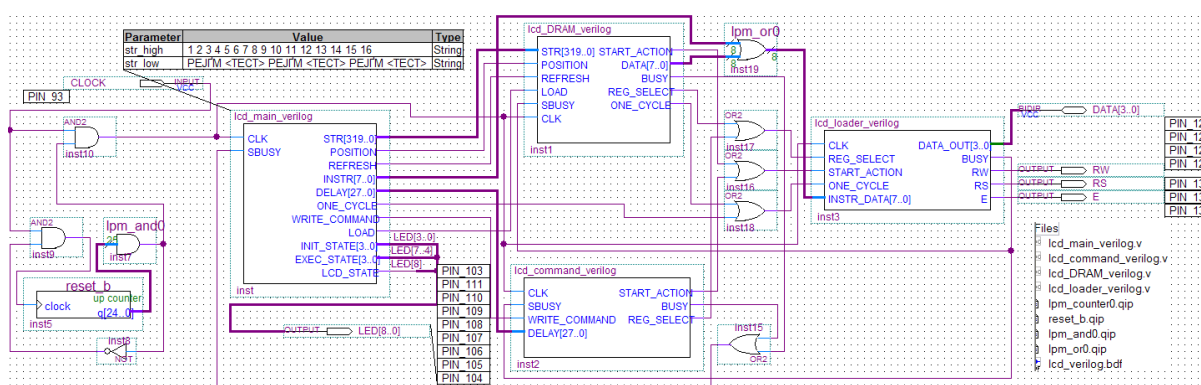 Parameter Value Type
str_high 1 2 3 4 5 6 7 8 9 10 11 12 13 14 15 16 String
str_low String
CLOCK INPUT VCC
PIN_93
AND2
inst10
AND2
inst9
lpm_and0
25
inst7
reset_b
up counter
clock
q[24..0]
inst5
inst8
NOT
lcd_main_verilog
CLK STR[319..0]
SBUSY POSITION
REFRESH
INSTR[7..0]
DELAY[27..0]
ONE_CYCLE
WRITE_COMMAND
LOAD
INIT_STATE[3..0]
EXEC_STATE[3..0]
LCD_STATE
inst
LED[3..0]
LED[7..4]
LED[8]
OUTPUT LED[8..0]
PIN_103
PIN_111
PIN_110
PIN_109
PIN_108
PIN_107
PIN_106
PIN_105
PIN_104
lcd_DRAM_verilog
STR[319..0] START_ACTION
POSITION DATA[7..0]
REFRESH BUSY
LOAD REG_SELECT
SBUSY ONE_CYCLE
CLK
inst1
lcd_command_verilog
CLK START_ACTION
SBUSY BUSY
WRITE_COMMAND REG_SELECT
DELAY[27..0]
inst2
lpm_or0
8
8
8
inst19
OR2
inst17
OR2
inst16
OR2
inst18
inst15
OR2
lcd_loader_verilog
CLK DATA_OUT[3..0]
REG_SELECT BUSY
START_ACTION RW
ONE_CYCLE RS
INSTR_DATA[7..0] E
inst3
BIDIR VCC DATA[3..0]
OUTPUT RW
OUTPUT RS
OUTPUT E
Files
lcd_main_verilog.v
lcd_command_verilog.v
lcd_DRAM_verilog.v
lcd_loader_verilog.v
lpm_counter0.qip
reset_b.qip
lpm_and0.qip
lpm_or0.qip
lcd_verilog.bdf